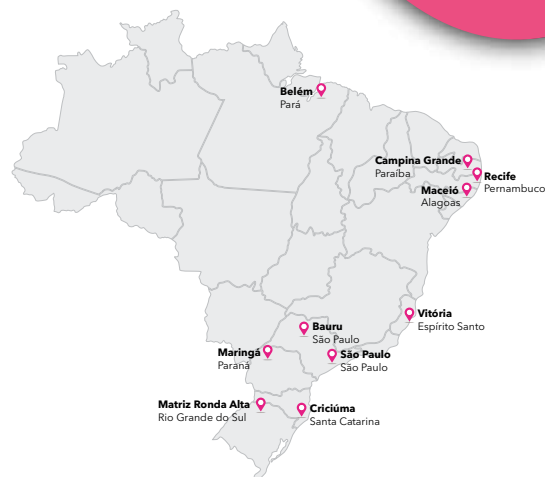 Belém
Pará
Campina Grande
Paraíba
Recife
Pernambuco
Maceió
Alagoas
Vitória
Espírito Santo
Bauru
São Paulo
Maringá
Paraná
São Paulo
São Paulo
Matriz Ronda Alta
Rio Grande do Sul
Criciúma
Santa Catarina